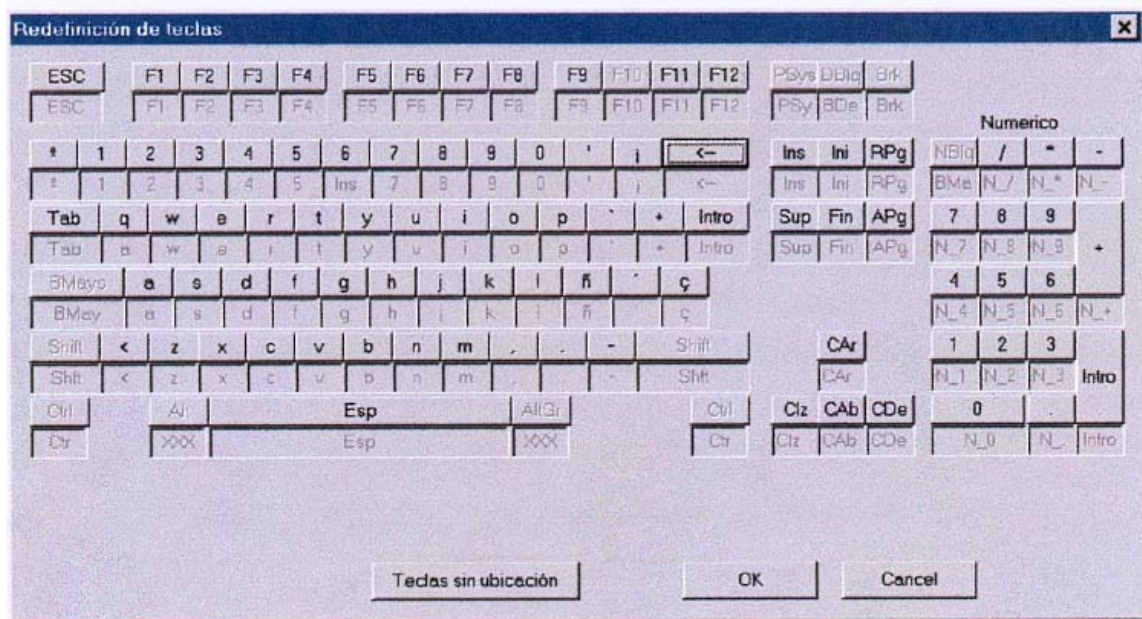 Redefinición de teclas
ESC F1 F2 F3 F4 F5 F6 F7 F8 F9 F10 F11 F12 PSys DBlq Brk
ESC F1 F2 F3 F4 F5 F6 F7 F8 F9 F10 F11 F12 PSy BDe Brk
Numerico
º 1 2 3 4 5 6 7 8 9 0 ' ¡ <-- Ins Ini RPg NBlq / * -
º 1 2 3 4 5 Ins 7 8 9 0 ' ¡ <-- Ins Ini RPg BMa N_/ N_* N_-
Tab q w e r t y u i o p ` + Intro Sup Fin APg 7 8 9 +
Tab q w e r t y u i o p ` + Intro Sup Fin APg N_7 N_8 N_9
BMays a s d f g h j k l ñ ´ ç 4 5 6
BMay a s d f g h j k l ñ ´ ç N_4 N_5 N_6 N_+
Shift < z x c v b n m , . - Shift CAr 1 2 3 Intro
Shft < z x c v b n m , . - Shft CAr N_1 N_2 N_3
Ctrl Alt Esp AltGr Ctrl CIz CAb CDe 0 .
Ctr XXX Esp XXX Ctr CIz CAb CDe N_0 N_. Intro
Teclas sin ubicación OK Cancel